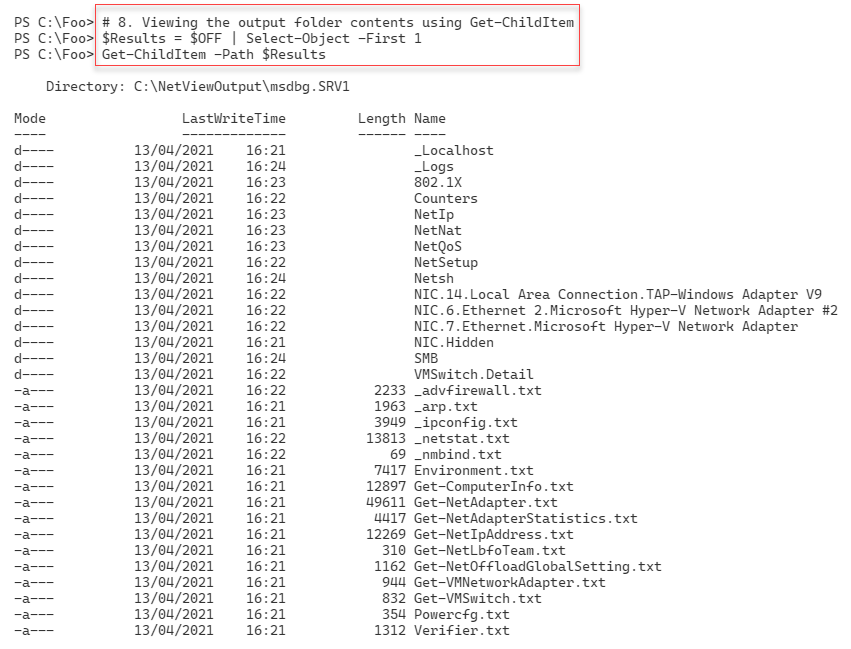 PS C:\Foo> # 8. Viewing the output folder contents using Get-ChildItem
PS C:\Foo> $Results = $OFF | Select-Object -First 1
PS C:\Foo> Get-ChildItem -Path $Results
    Directory: C:\NetViewOutput\msdbg.SRV1
Mode                 LastWriteTime         Length Name
----                 -------------         ------ ----
d----          13/04/2021    16:21                _Localhost
d----          13/04/2021    16:24                _Logs
d----          13/04/2021    16:23                802.1X
d----          13/04/2021    16:22                Counters
d----          13/04/2021    16:23                NetIp
d----          13/04/2021    16:23                NetNat
d----          13/04/2021    16:23                NetQoS
d----          13/04/2021    16:22                NetSetup
d----          13/04/2021    16:24                Netsh
d----          13/04/2021    16:22                NIC.14.Local Area Connection.TAP-Windows Adapter V9
d----          13/04/2021    16:22                NIC.6.Ethernet 2.Microsoft Hyper-V Network Adapter #2
d----          13/04/2021    16:22                NIC.7.Ethernet.Microsoft Hyper-V Network Adapter
d----          13/04/2021    16:21                NIC.Hidden
d----          13/04/2021    16:24                SMB
d----          13/04/2021    16:22                VMSwitch.Detail
-a---          13/04/2021    16:22           2233 _advfirewall.txt
-a---          13/04/2021    16:21           1963 _arp.txt
-a---          13/04/2021    16:21           3949 _ipconfig.txt
-a---          13/04/2021    16:22          13813 _netstat.txt
-a---          13/04/2021    16:22             69 _nmbind.txt
-a---          13/04/2021    16:21           7417 Environment.txt
-a---          13/04/2021    16:21          12897 Get-ComputerInfo.txt
-a---          13/04/2021    16:21          49611 Get-NetAdapter.txt
-a---          13/04/2021    16:21           4417 Get-NetAdapterStatistics.txt
-a---          13/04/2021    16:21          12269 Get-NetIpAddress.txt
-a---          13/04/2021    16:21            310 Get-NetLbfoTeam.txt
-a---          13/04/2021    16:21           1162 Get-NetOffloadGlobalSetting.txt
-a---          13/04/2021    16:21            944 Get-VMNetworkAdapter.txt
-a---          13/04/2021    16:21            832 Get-VMSwitch.txt
-a---          13/04/2021    16:21            354 Powercfg.txt
-a---          13/04/2021    16:21           1312 Verifier.txt